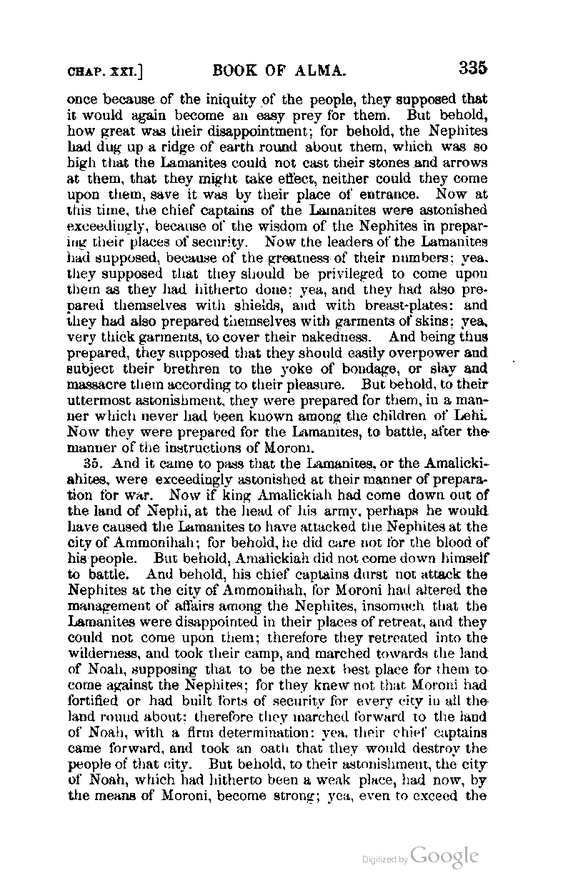 CHAP. XXI.] BOOK OF ALMA. 335
once because of the iniquity of the people, they supposed that
it would again become an easy prey for them. But behold,
how great was their disappointment; for behold, the Nephites
had dug up a ridge of earth round about them, which was so
high that the Lamanites could not cast their stones and arrows
at them, that they might take effect, neither could they come
upon them, save it was by their place of entrance. Now at
this time, the chief captains of the Lamanites were astonished
exceedingly, because of the wisdom of the Nephites in prepar-
ing their places of security. Now the leaders of the Lamanites
had supposed, because of the greatness of their numbers; yea,
they supposed that they should be privileged to come upon
them as they had hitherto done; yea, and they had also pre-
pared themselves with shields, and with breast-plates: and
they had also prepared themselves with garments of skins; yea,
very thick garments, to cover their nakedness. And being thus
prepared, they supposed that they should easily overpower and
subject their brethren to the yoke of bondage, or slay and
massacre them according to their pleasure. But behold, to their
uttermost astonishment, they were prepared for them, in a man-
ner which never had been known among the children of Lehi.
Now they were prepared for the Lamanites, to battle, after the
manner of the instructions of Moroni.
35. And it came to pass that the Lamanites, or the Amalicki-
ahites, were exceedingly astonished at their manner of prepara-
tion for war. Now if king Amalickiah had come down out of
the land of Nephi, at the head of his army, perhaps he would
have caused the Lamanites to have attacked the Nephites at the
city of Ammonihah; for behold, he did care not for the blood of
his people. But behold, Amalickiah did not come down himself
to battle. And behold, his chief captains durst not attack the
Nephites at the city of Ammonihah, for Moroni had altered the
management of affairs among the Nephites, insomuch that the
Lamanites were disappointed in their places of retreat, and they
could not come upon them; therefore they retreated into the
wilderness, and took their camp, and marched towards the land
of Noah, supposing that to be the next best place for them to
come against the Nephites; for they knew not that Moroni had
fortified or had built forts of security for every city in all the
land round about: therefore they marched forward to the land
of Noah, with a firm determination: yea, their chief captains
came forward, and took an oath that they would destroy the
people of that city. But behold, to their astonishment, the city
of Noah, which had hitherto been a weak place, had now, by
the means of Moroni, become strong; yea, even to exceed the
Digitized by Google